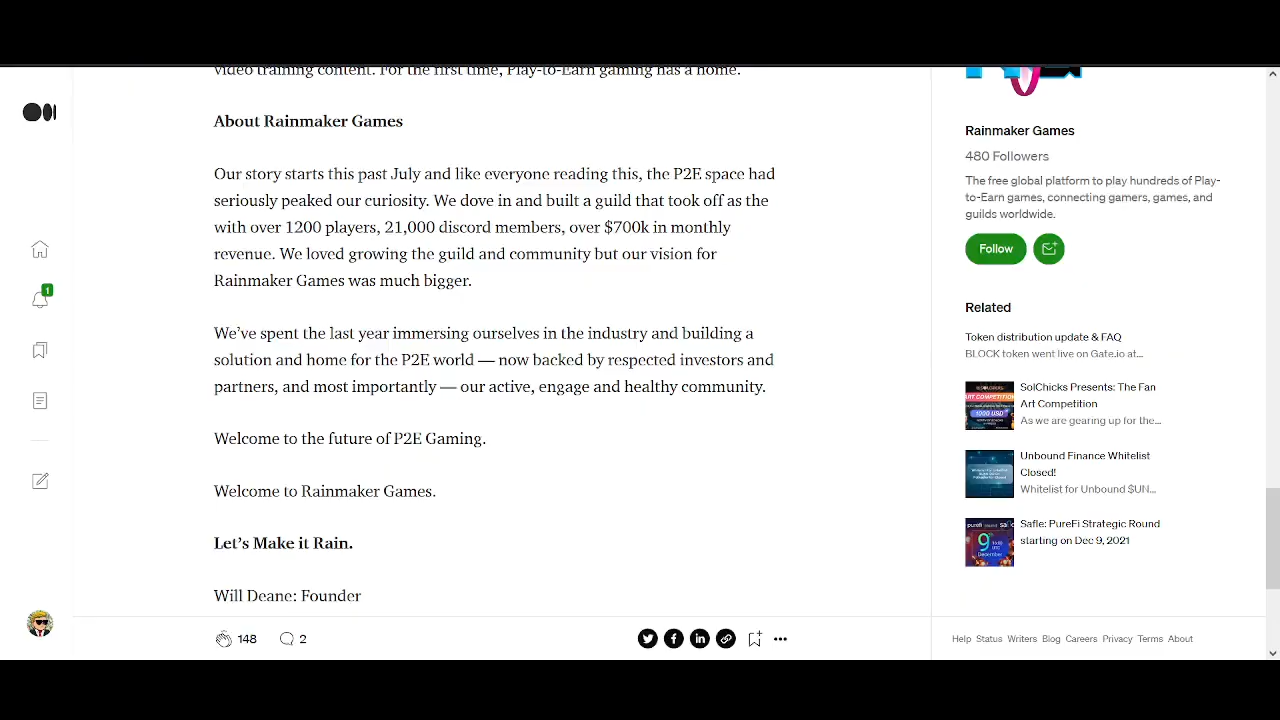 video training content. For the first time, Play-to-Earn gaming has a home.
About Rainmaker Games
Our story starts this past July and like everyone reading this, the P2E space had
seriously peaked our curiosity. We dove in and built a guild that took off as the
with over 1200 players, 21,000 discord members, over $700k in monthly
revenue. We loved growing the guild and community but our vision for
Rainmaker Games was much bigger.
We've spent the last year immersing ourselves in the industry and building a
solution and home for the P2E world — now backed by respected investors and
partners, and most importantly — our active, engage and healthy community.
Welcome to the future of P2E Gaming.
Welcome to Rainmaker Games.
Let's Make it Rain.
Will Deane: Founder
148
2
1
Rainmaker Games
480 Followers
The free global platform to play hundreds of Play-
to-Earn games, connecting gamers, games, and
guilds worldwide.
Follow
Related
Token distribution update & FAQ
BLOCK token went live on Gate.io at...
SolChicks Presents: The Fan
Art Competition
As we are gearing up for the...
Unbound Finance Whitelist
Closed!
Whitelist for Unbound $UN...
Safle: PureFi Strategic Round
starting on Dec 9, 2021
Help Status Writers Blog Careers Privacy Terms About